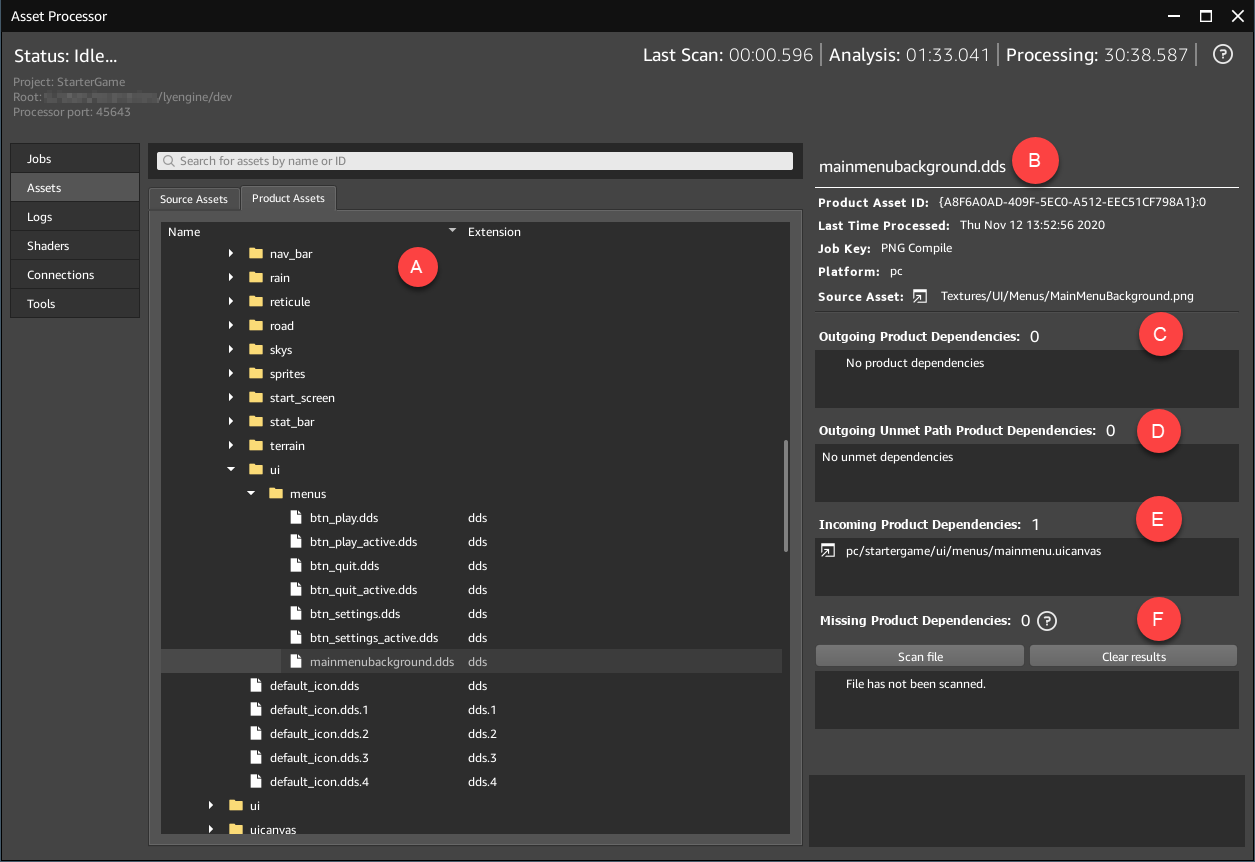 Asset Processor
Status: Idle...
Last Scan: 00:00.596 | Analysis: 01:33.041 | Processing: 30:38.587 | ?
Project: StarterGame
Root: /lyengine/dev
Processor port: 45643
Jobs
Assets
Logs
Shaders
Connections
Tools
Search for assets by name or ID
Source Assets
Product Assets
Name
Extension
A
nav_bar
rain
reticule
road
skys
sprites
start_screen
stat_bar
terrain
ui
menus
btn_play.dds dds
btn_play_active.dds dds
btn_quit.dds dds
btn_quit_active.dds dds
btn_settings.dds dds
btn_settings_active.dds dds
mainmenubackground.dds dds
default_icon.dds dds
default_icon.dds.1 dds.1
default_icon.dds.2 dds.2
default_icon.dds.3 dds.3
default_icon.dds.4 dds.4
ui
uicanvas
mainmenubackground.dds B
Product Asset ID: {A8F6A0AD-409F-5EC0-A512-EEC51CF798A1}:0
Last Time Processed: Thu Nov 12 13:52:56 2020
Job Key: PNG Compile
Platform: pc
Source Asset: Textures/UI/Menus/MainMenuBackground.png
Outgoing Product Dependencies: 0 C
No product dependencies
Outgoing Unmet Path Product Dependencies: 0 D
No unmet dependencies
Incoming Product Dependencies: 1 E
pc/startergame/ui/menus/mainmenu.uicanvas
Missing Product Dependencies: 0 ? F
Scan file
Clear results
File has not been scanned.